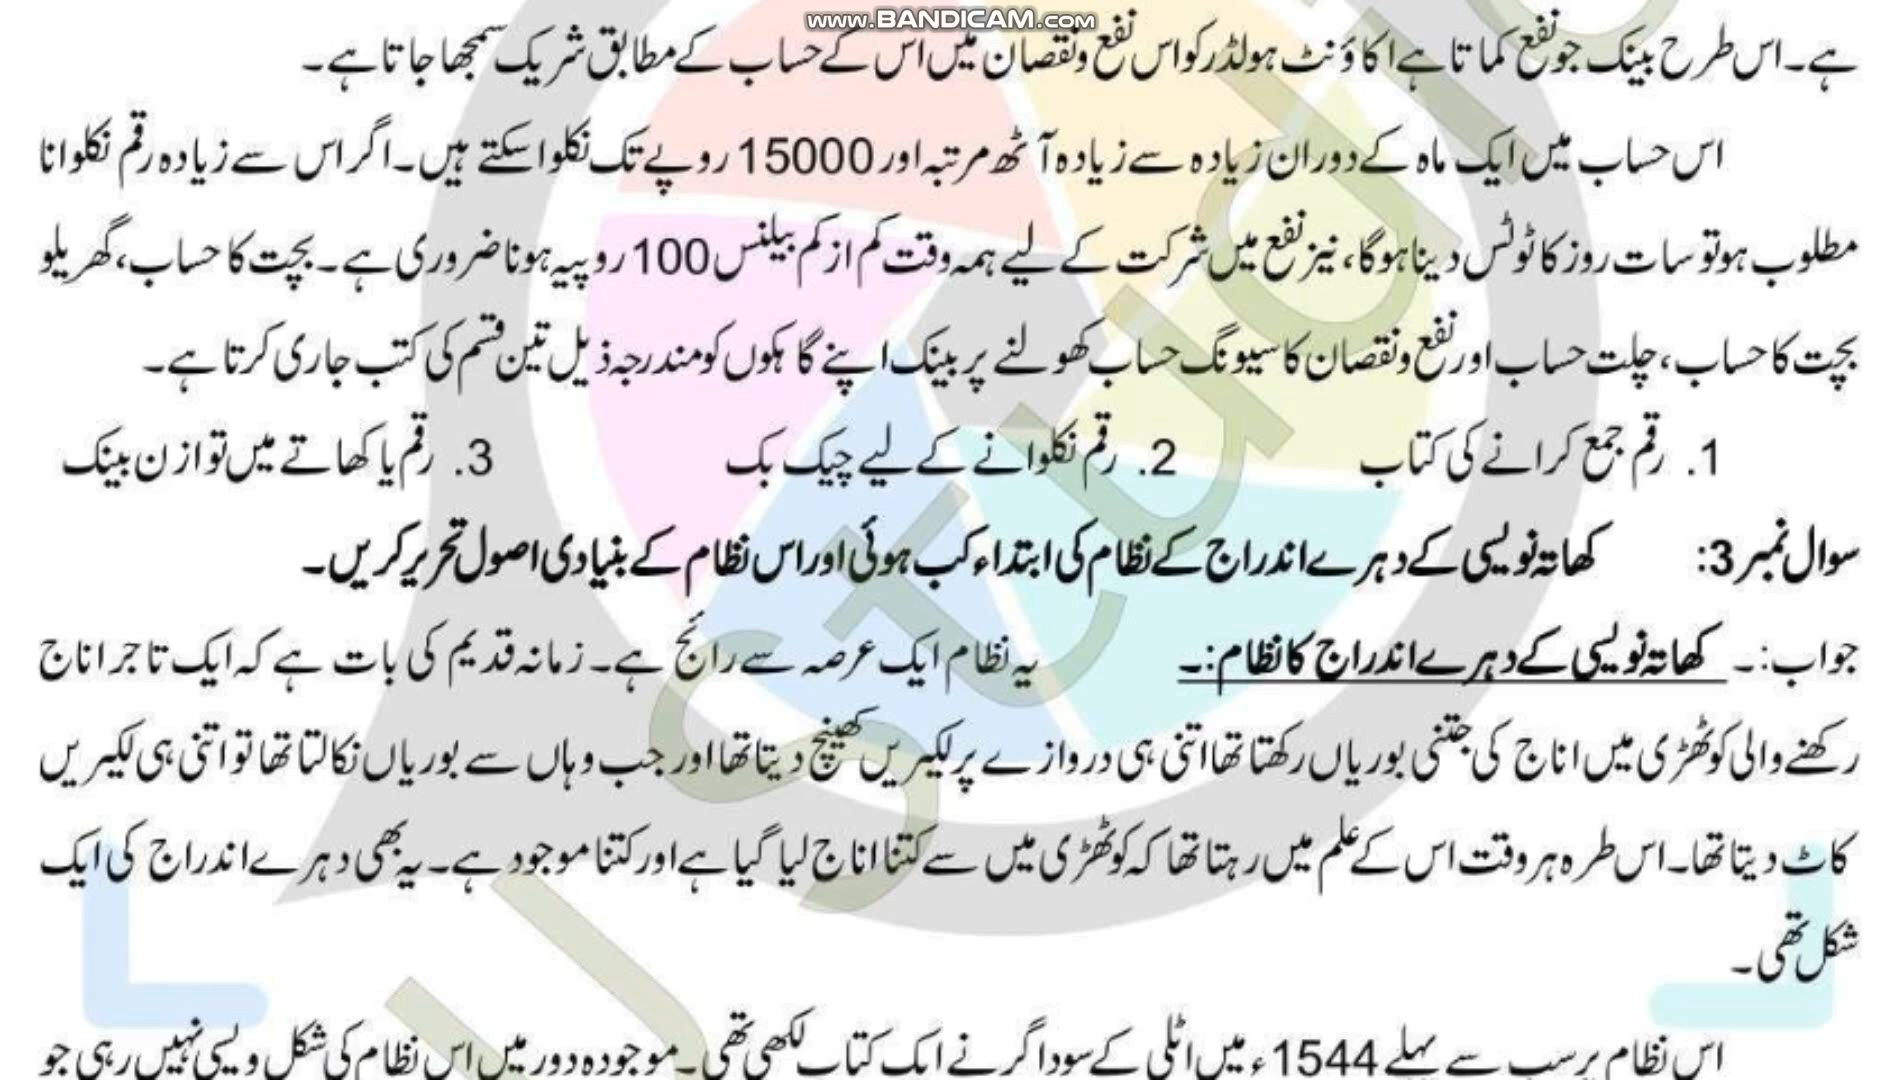 www.BANDICAM.com
ہے۔اس طرح بینک جو نفع کماتا ہے اکاؤنٹ ہولڈر کو اس نفع ونقصان میں اس کے حساب کے مطابق شریک سمجھا جاتا ہے۔
اس حساب میں ایک ماہ کے دوران زیادہ سے زیادہ آٹھ مرتبہ اور 15000 روپے تک نکلوا سکتے ہیں۔اگر اس سے زیادہ رقم نکلوانا
مطلوب ہو تو سات روز کا نوٹس دینا ہوگا، نیز نفع میں شرکت کے لیے ہمہ وقت کم از کم بیلنس 100 روپیہ ہونا ضروری ہے۔ بچت کا حساب، گھریلو
بچت کا حساب، چلت حساب اور نفع ونقصان کا سیونگ حساب کھولنے پر بینک اپنے گاہکوں کو مندرجہ ذیل تین قسم کی کتب جاری کرتا ہے۔
1. رقم جمع کرانے کی کتاب 2. رقم نکلوانے کے لیے چیک بک 3. رقم یا کھاتے میں توازن بینک
سوال نمبر 3: کھاتہ نویسی کے دہرے اندراج کے نظام کی ابتداء کب ہوئی اور اس نظام کے بنیادی اصول تحریر کریں۔
جواب:۔ کھاتہ نویسی کے دہرے اندراج کا نظام:۔ یہ نظام ایک عرصہ سے رائج ہے۔ زمانہ قدیم کی بات ہے کہ ایک تاجر اناج
رکھنے والی کوٹھڑی میں اناج کی جتنی بوریاں رکھتا تھا اتنی ہی دروازے پر لکیریں کھینچ دیتا تھا اور جب وہاں سے بوریاں نکالتا تھا تو اتنی ہی لکیریں
کاٹ دیتا تھا۔ اس طرہ ہر وقت اس کے علم میں رہتا تھا کہ کوٹھڑی میں سے کتنا اناج لیا گیا ہے اور کتنا موجود ہے۔ یہ بھی دہرے اندراج کی ایک
شکل تھی۔
اس نظام پر سب سے پہلے 1544ء میں اٹلی کے سوداگر نے ایک کتاب لکھی تھی۔ موجودہ دور میں اس نظام کی شکل ویسی نہیں رہی جو